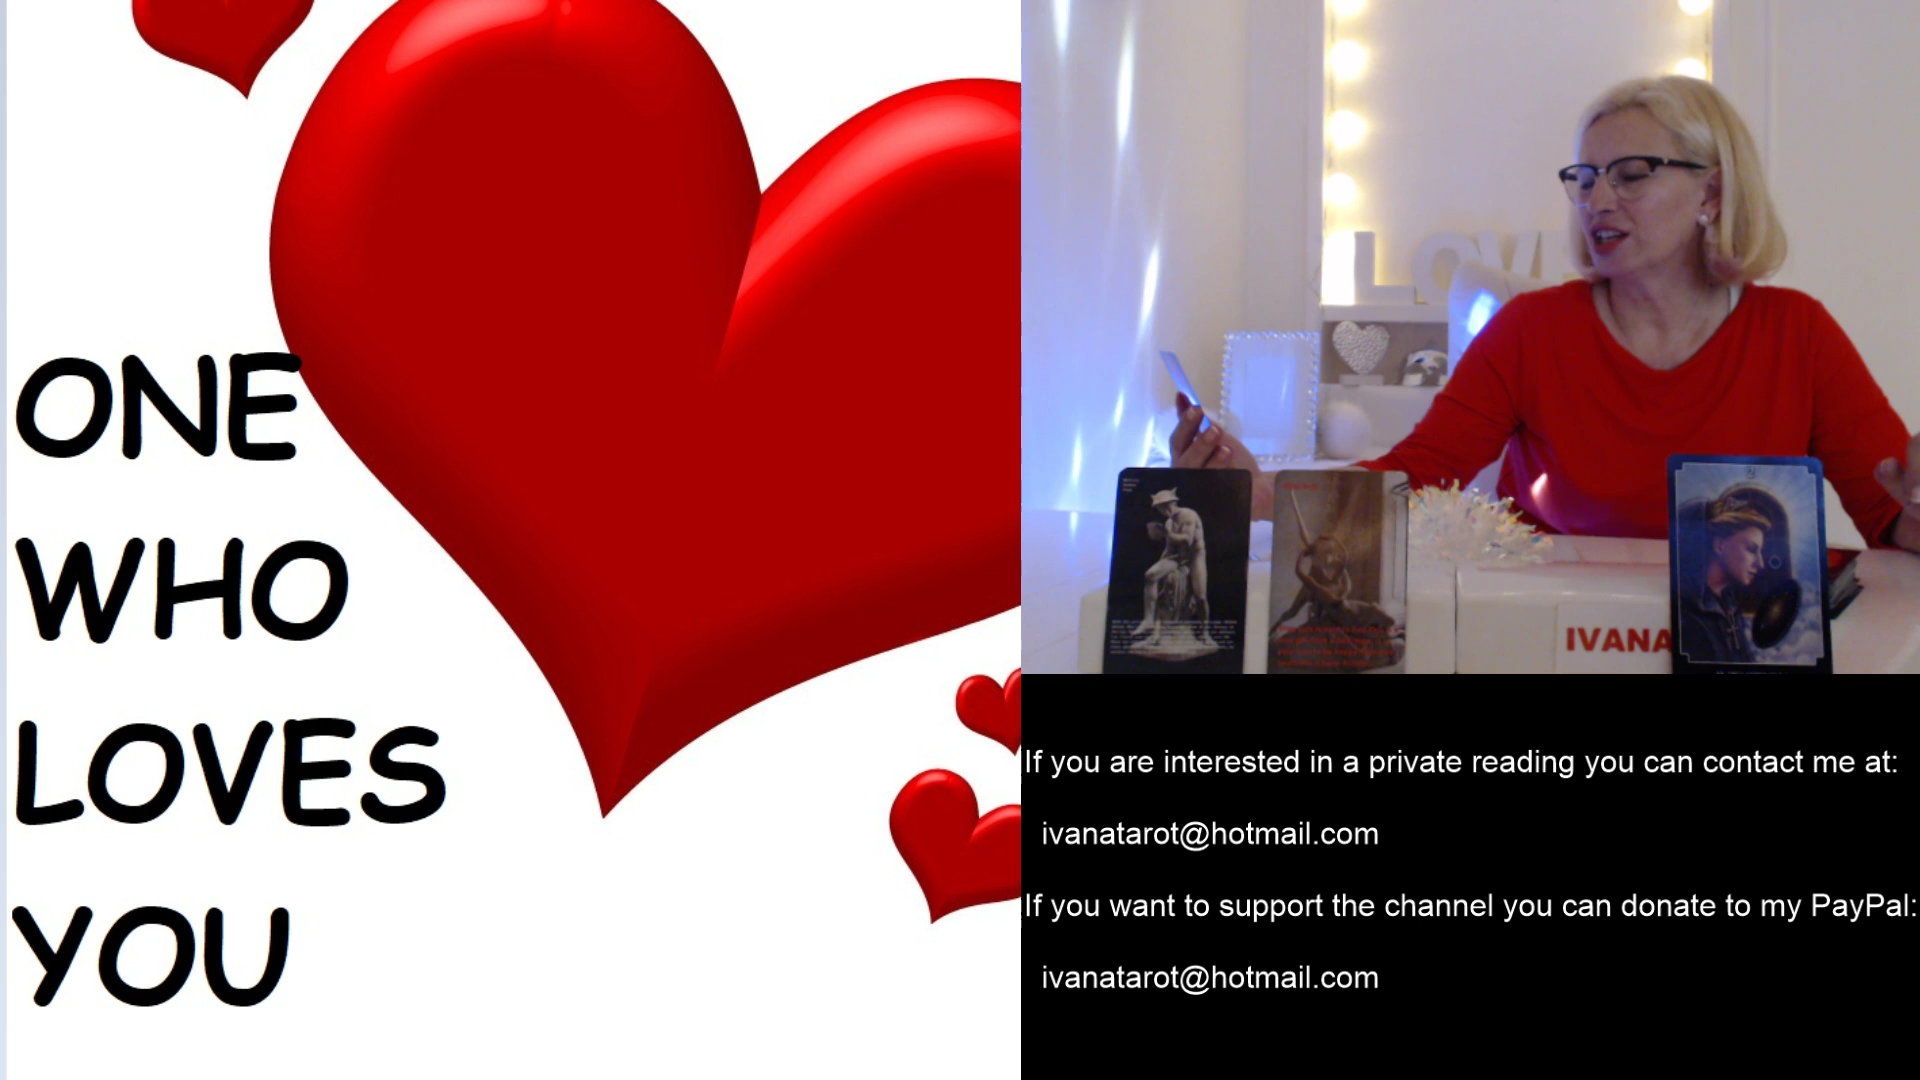 ONE
WHO
LOVES
YOU
LOVE
IVANA
If you are interested in a private reading you can contact me at:
ivanatarot@hotmail.com
If you want to support the channel you can donate to my PayPal:
ivanatarot@hotmail.com